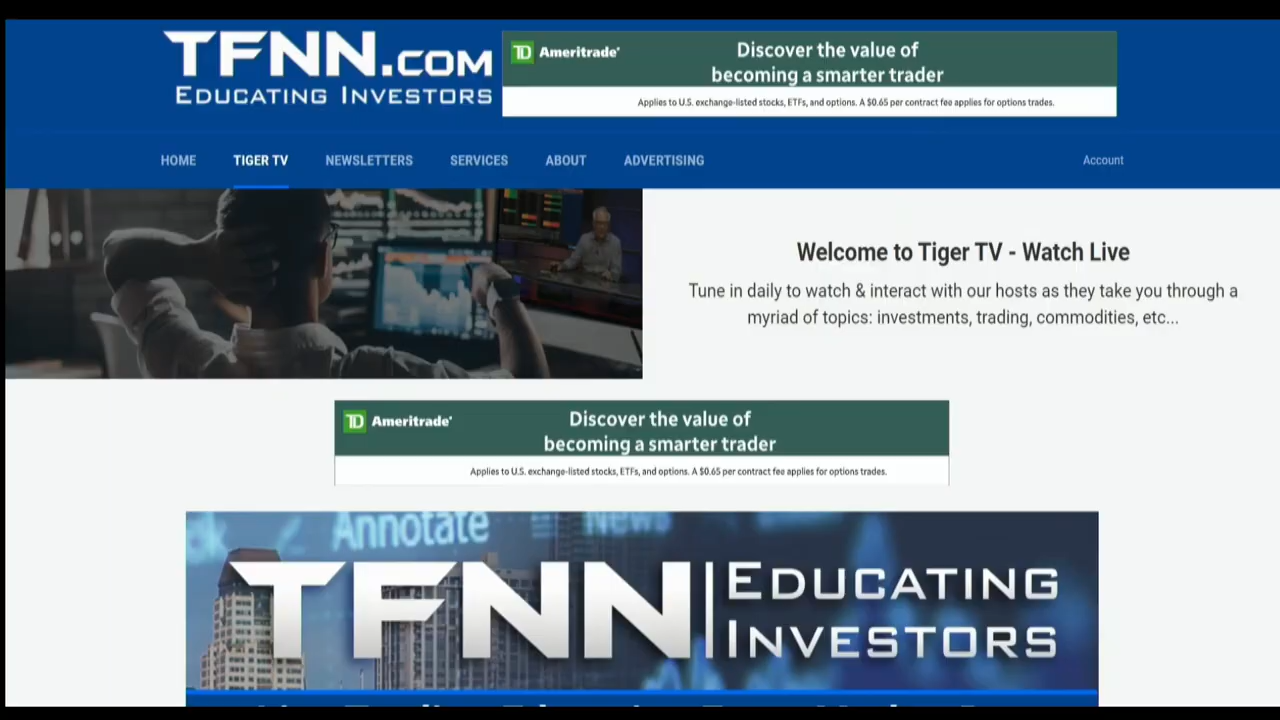 TFNN.COM
EDUCATING INVESTORS
TD Ameritrade
Discover the value of
becoming a smarter trader
Applies to U.S. exchange-listed stocks, ETFs, and options. A $0.65 per contract fee applies for options trades.
HOME TIGER TV NEWSLETTERS SERVICES ABOUT ADVERTISING Account
Welcome to Tiger TV - Watch Live
Tune in daily to watch & interact with our hosts as they take you through a
myriad of topics: investments, trading, commodities, etc...
TD Ameritrade
Discover the value of
becoming a smarter trader
Applies to U.S. exchange-listed stocks, ETFs, and options. A $0.65 per contract fee applies for options trades.
Annotate News
TFNN EDUCATING
INVESTORS